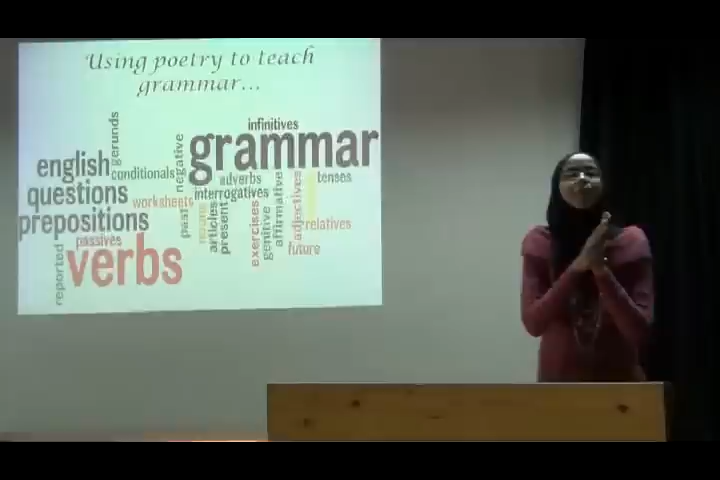 Using poetry to teach
grammar...
infinitives
gerunds
negative
grammar
english
conditionals
adverbs
tenses
questions
interrogatives
worksheets
prepositions
past
articles
present
exercises
genitive
affirmative
adjectives
relatives
passives
verbs
future
reported